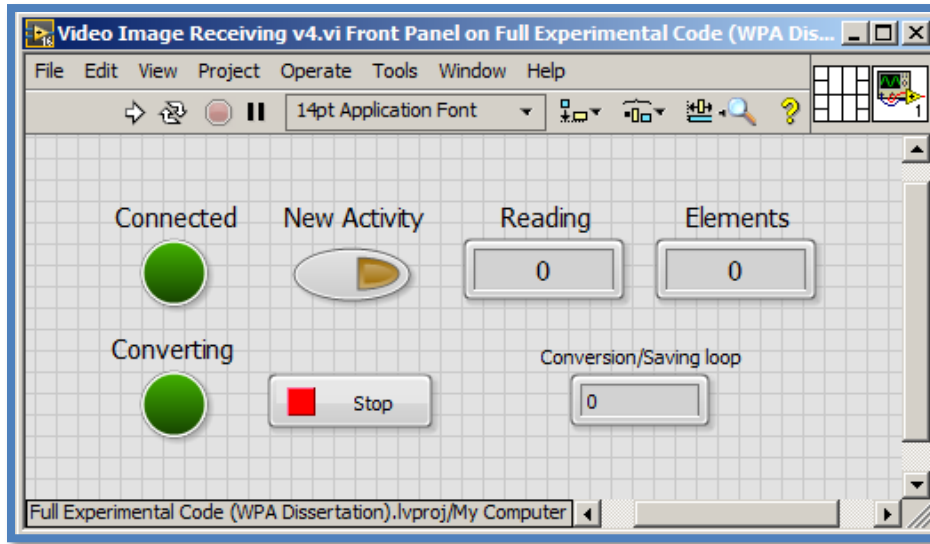 Video Image Receiving v4.vi Front Panel on Full Experimental Code (WPA Dis...
File Edit View Project Operate Tools Window Help
14pt Application Font
1
Connected New Activity Reading Elements
0 0
Converting
Conversion/Saving loop
Stop 0
Full Experimental Code (WPA Dissertation).lvproj/My Computer